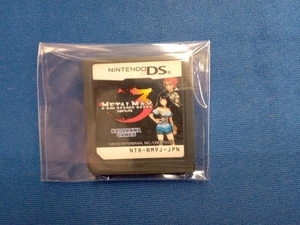 NINTENDO DS
METAL MAX
3
KADOKAWA
GAMES
NTR-BM9J-JPN